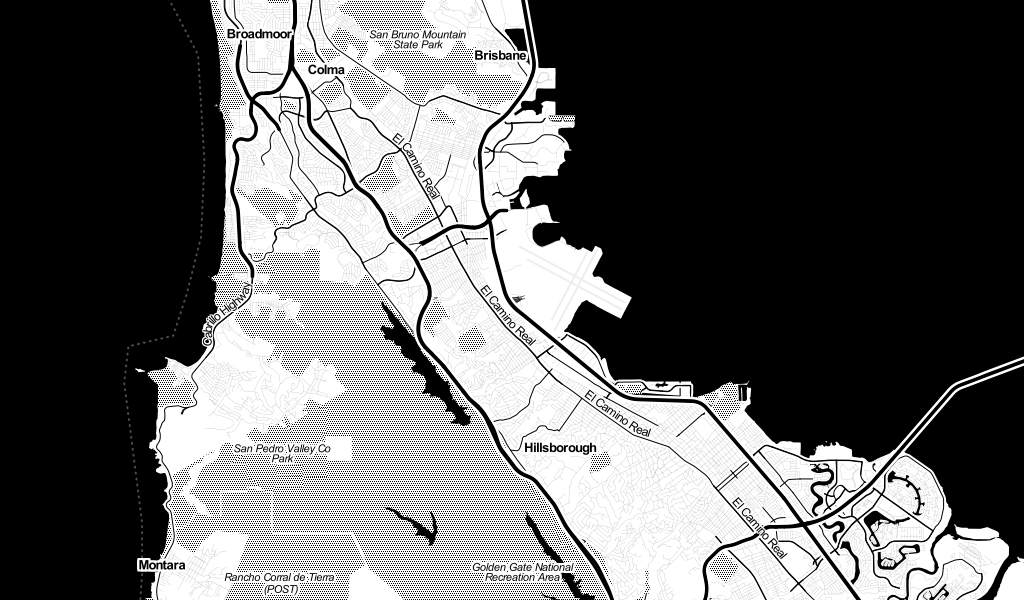 Broadmoor
San Bruno Mountain
State Park
Brisbane
Colma
El Camino Real
Cabrillo Highway
El Camino Real
El Camino Real
San Pedro Valley Co
Park
Hillsborough
El Camino Real
Montara
Rancho Corral de Tierra
(POST)
Golden Gate National
Recreation Area